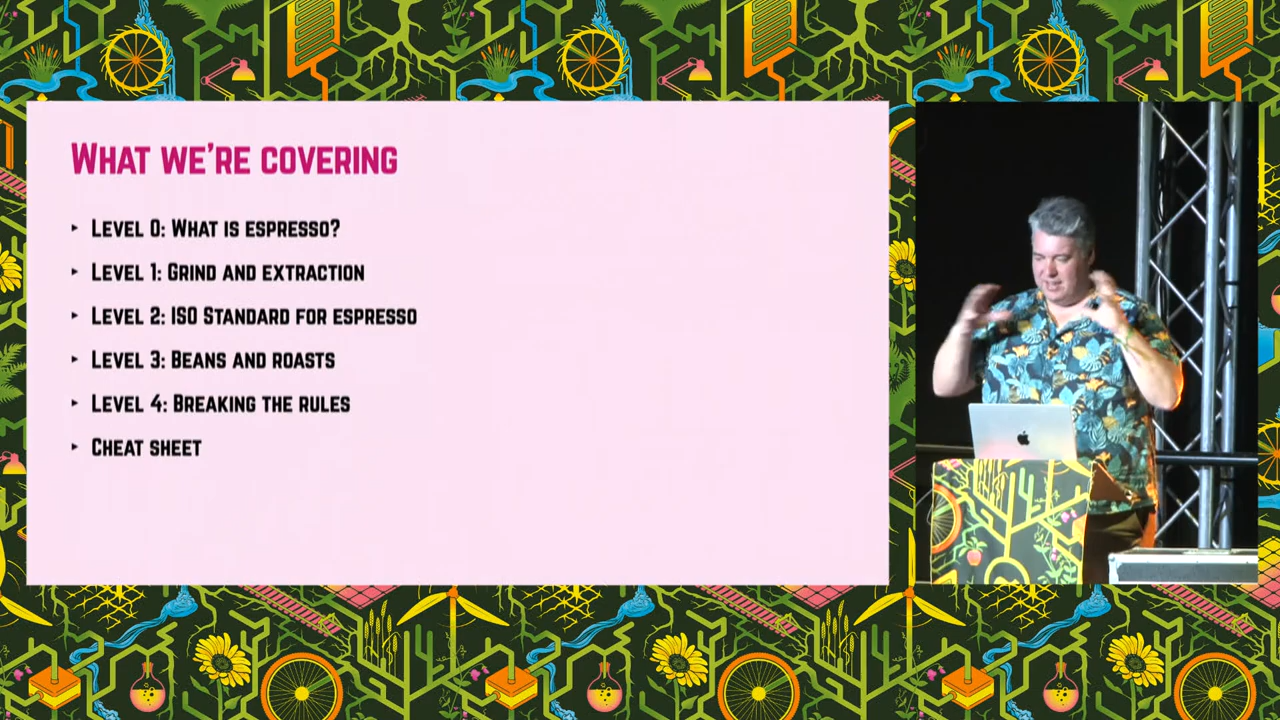 What we're covering
‣ Level 0: What is espresso?
‣ Level 1: Grind and extraction
‣ Level 2: ISO Standard for espresso
‣ Level 3: Beans and roasts
‣ Level 4: Breaking the rules
‣ Cheat sheet